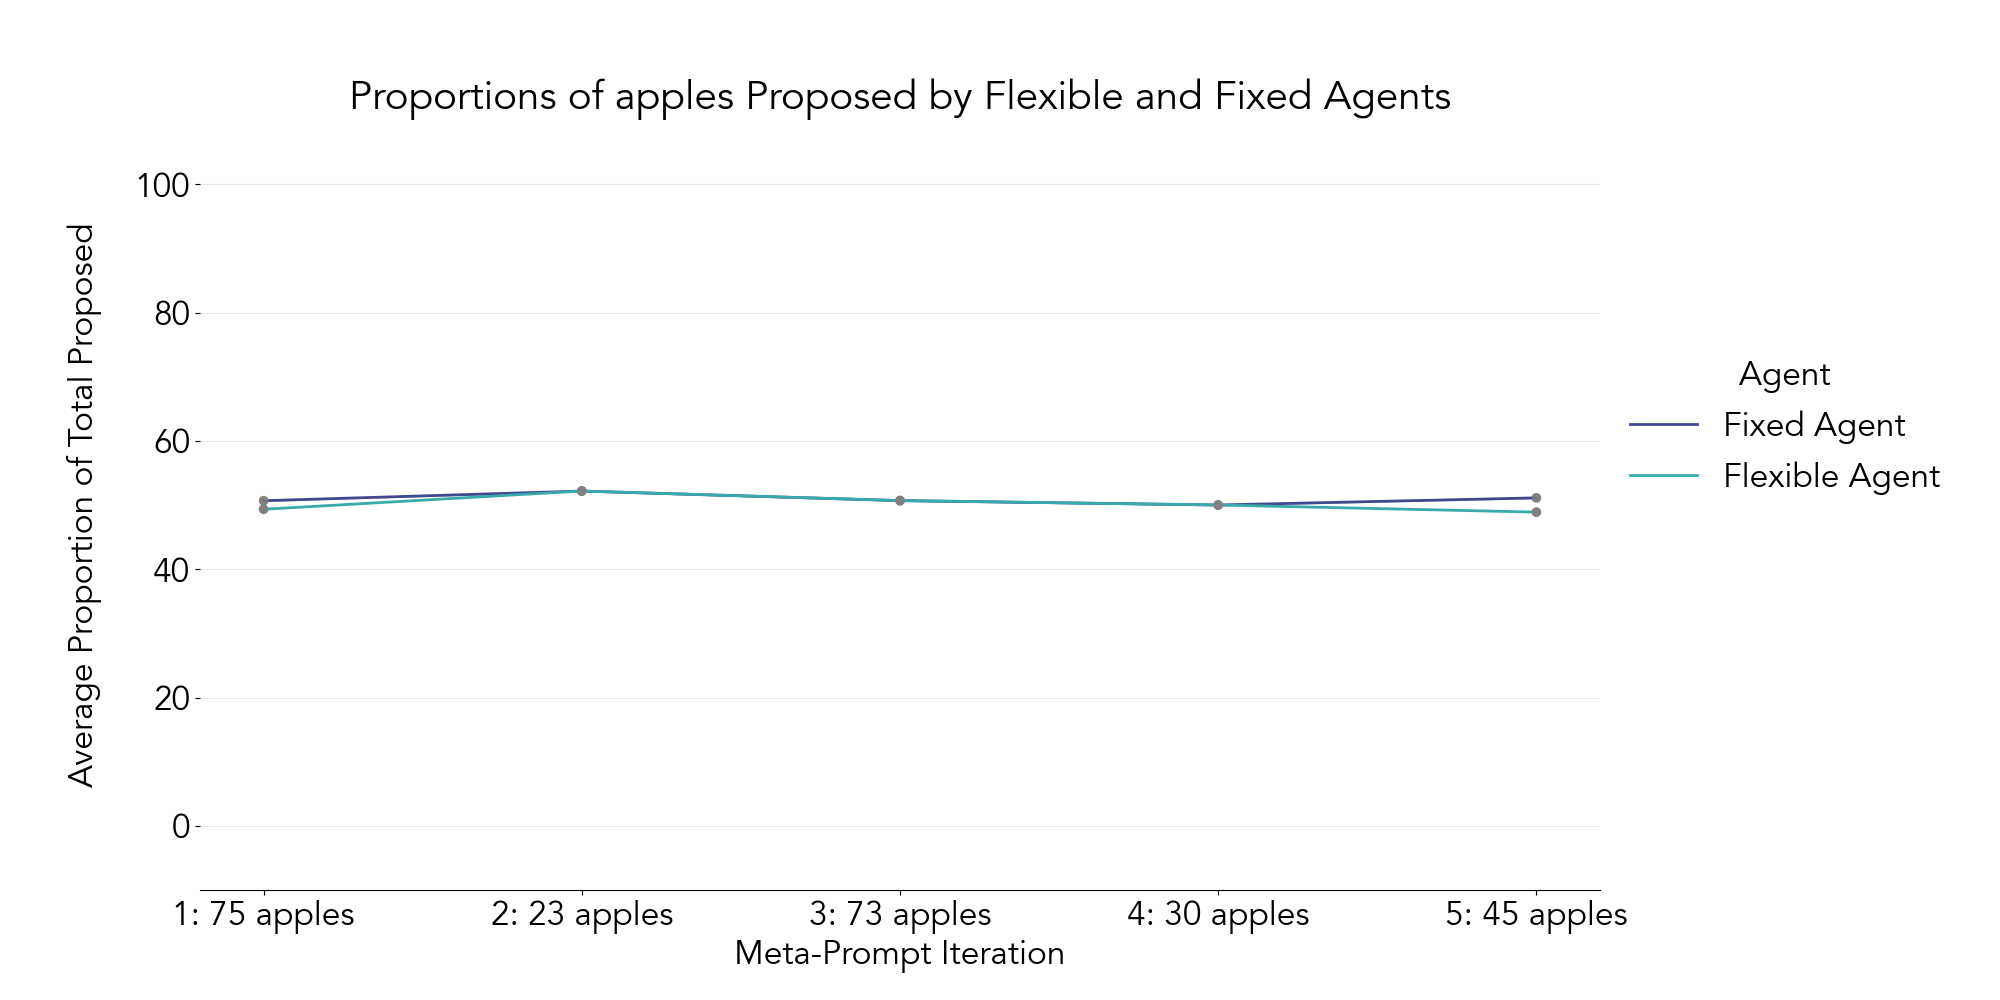 Proportions of apples Proposed by Flexible and Fixed Agents
Average Proportion of Total Proposed
100
80
60
40
20
0
1: 75 apples
2: 23 apples
3: 73 apples
4: 30 apples
5: 45 apples
Meta-Prompt Iteration
Agent
Fixed Agent
Flexible Agent